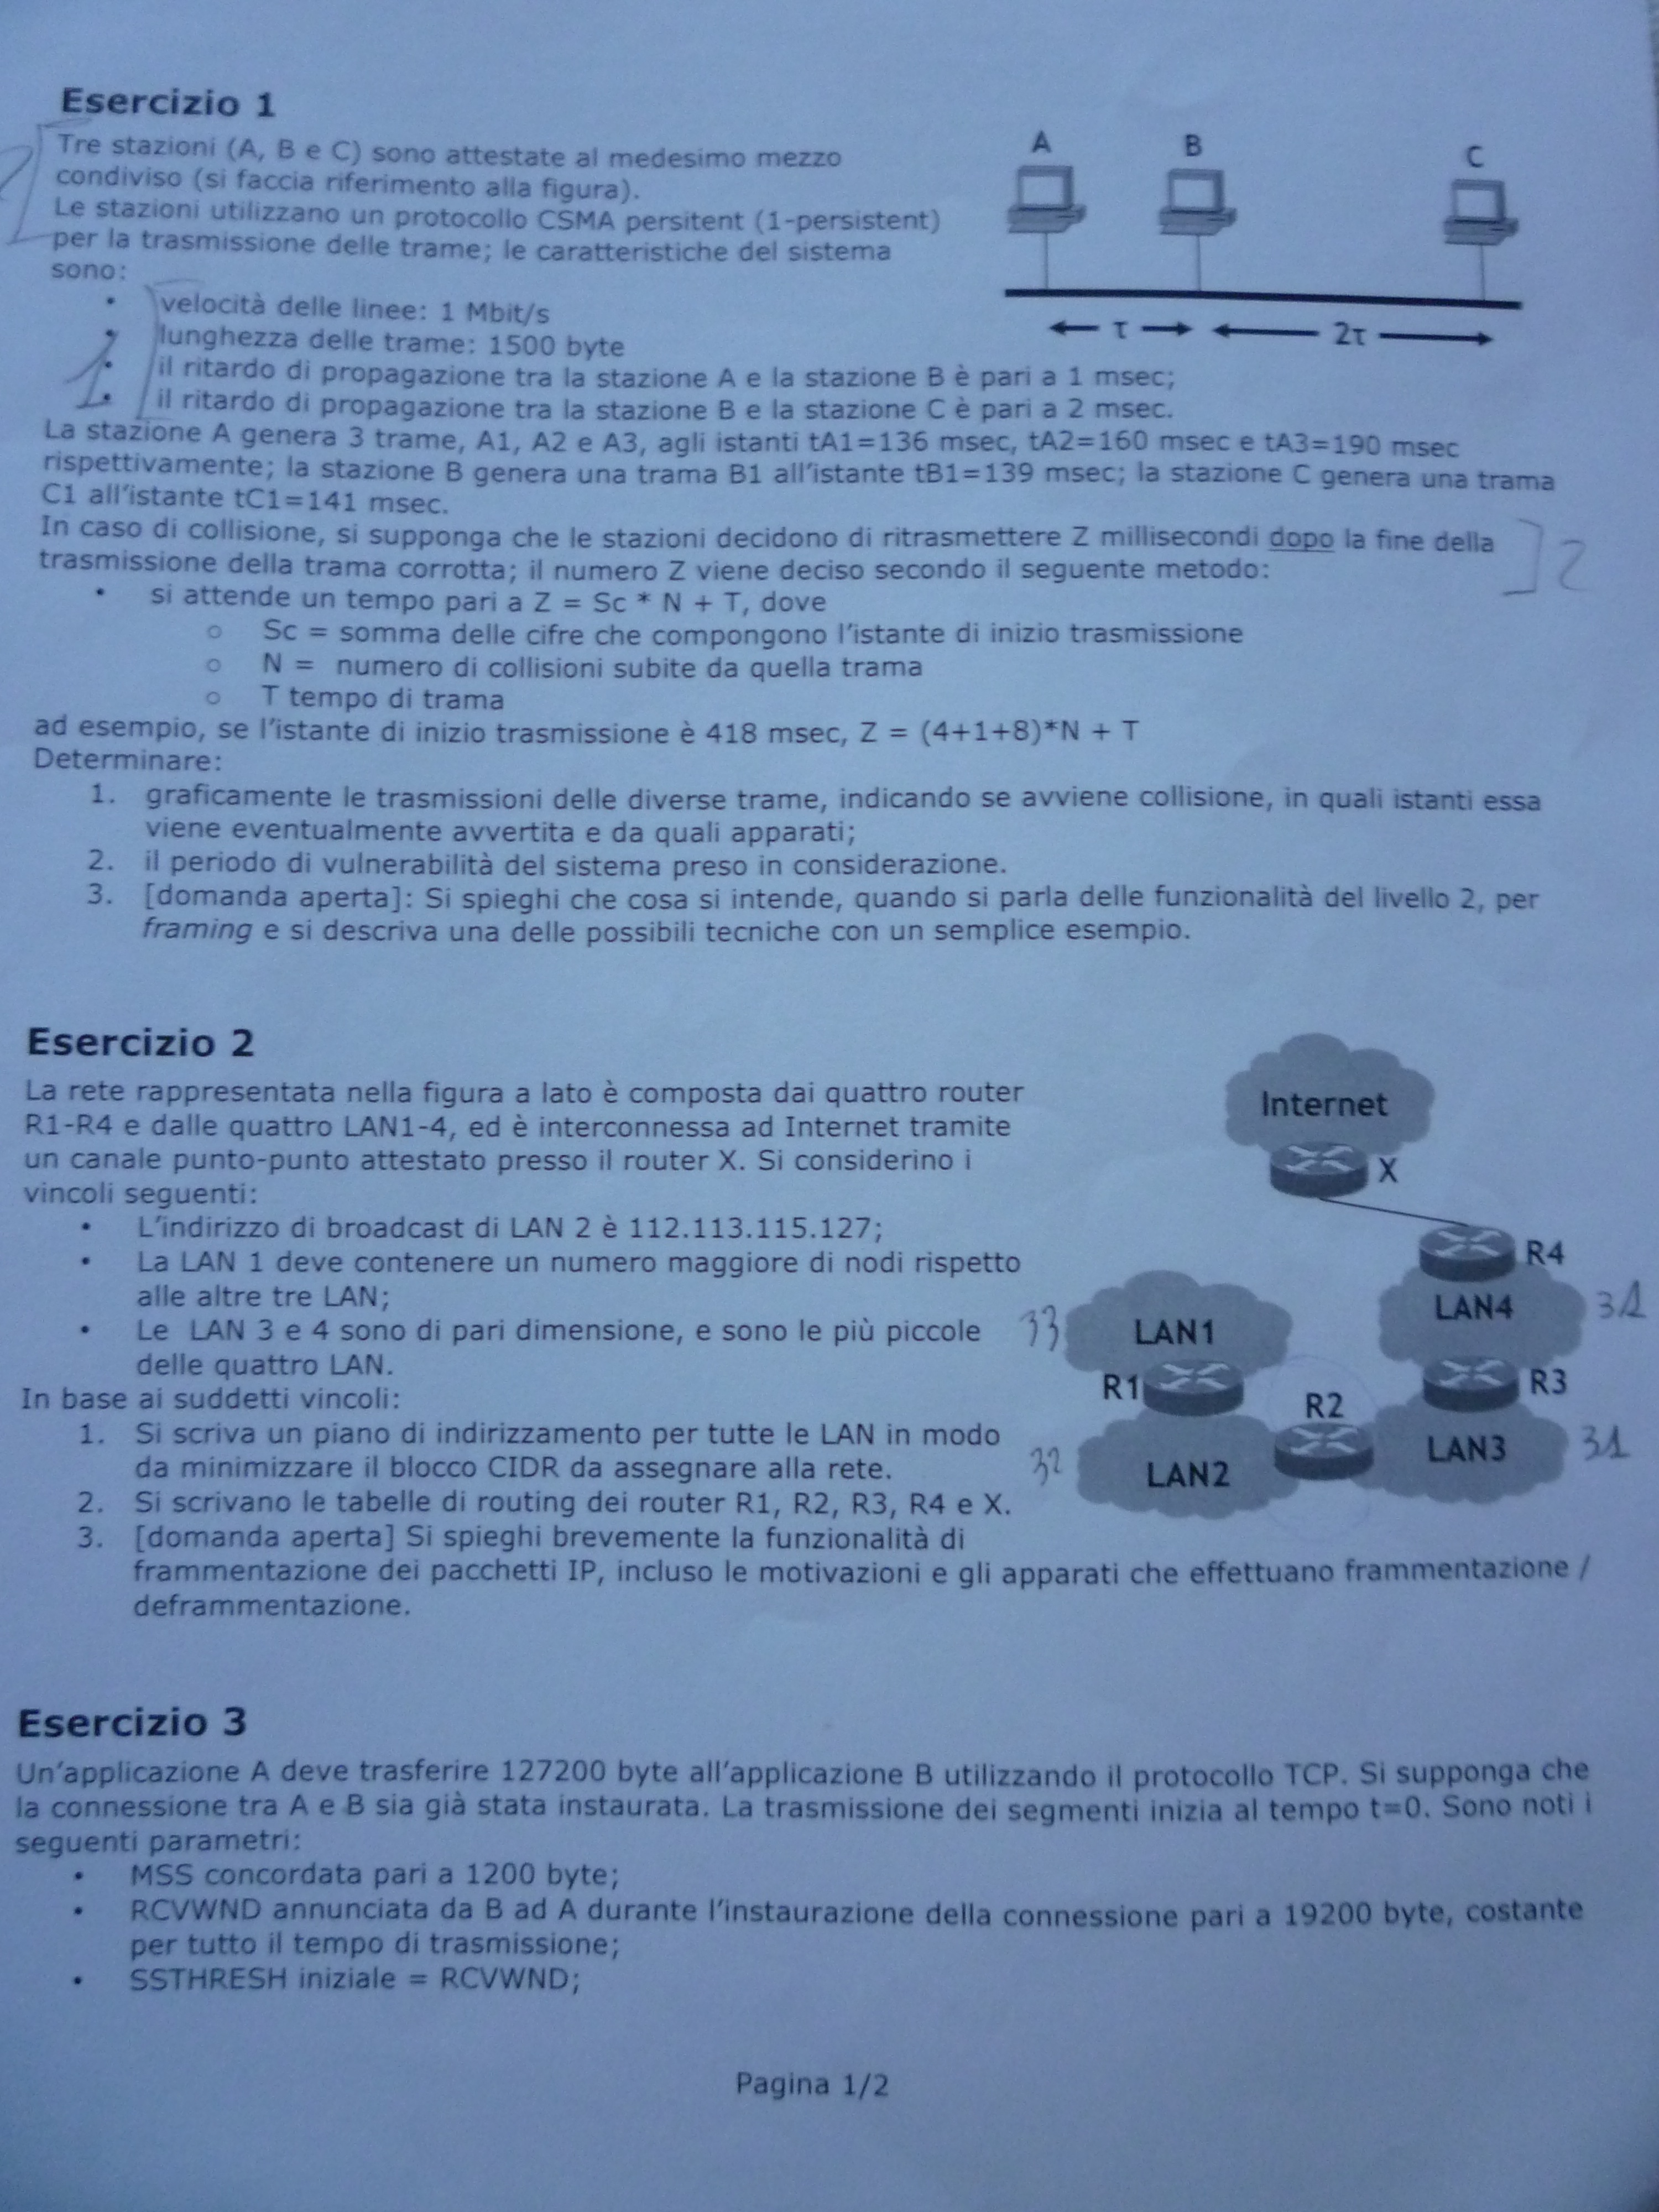 Esercizio 1
Tre stazioni (A, B e C) sono attestate al medesimo mezzo
condiviso (si faccia riferimento alla figura).
Le stazioni utilizzano un protocollo CSMA persitent (1-persistent)
per la trasmissione delle trame; le caratteristiche del sistema
sono:
A
B
C
τ
2τ
• velocità delle linee: 1 Mbit/s
• lunghezza delle trame: 1500 byte
• il ritardo di propagazione tra la stazione A e la stazione B è pari a 1 msec;
• il ritardo di propagazione tra la stazione B e la stazione C è pari a 2 msec.
La stazione A genera 3 trame, A1, A2 e A3, agli istanti tA1=136 msec, tA2=160 msec e tA3=190 msec
rispettivamente; la stazione B genera una trama B1 all'istante tB1=139 msec; la stazione C genera una trama
C1 all'istante tC1=141 msec.
In caso di collisione, si supponga che le stazioni decidono di ritrasmettere Z millisecondi dopo la fine della
trasmissione della trama corrotta; il numero Z viene deciso secondo il seguente metodo:
• si attende un tempo pari a Z = Sc * N + T, dove
○ Sc = somma delle cifre che compongono l'istante di inizio trasmissione
○ N = numero di collisioni subite da quella trama
○ T tempo di trama
ad esempio, se l'istante di inizio trasmissione è 418 msec, Z = (4+1+8)*N + T
Determinare:
1. graficamente le trasmissioni delle diverse trame, indicando se avviene collisione, in quali istanti essa
viene eventualmente avvertita e da quali apparati;
2. il periodo di vulnerabilità del sistema preso in considerazione.
3. [domanda aperta]: Si spieghi che cosa si intende, quando si parla delle funzionalità del livello 2, per
framing e si descriva una delle possibili tecniche con un semplice esempio.
Esercizio 2
La rete rappresentata nella figura a lato è composta dai quattro router
R1-R4 e dalle quattro LAN1-4, ed è interconnessa ad Internet tramite
un canale punto-punto attestato presso il router X. Si considerino i
vincoli seguenti:
• L'indirizzo di broadcast di LAN 2 è 112.113.115.127;
• La LAN 1 deve contenere un numero maggiore di nodi rispetto
alle altre tre LAN;
• Le LAN 3 e 4 sono di pari dimensione, e sono le più piccole
delle quattro LAN.
In base ai suddetti vincoli:
1. Si scriva un piano di indirizzamento per tutte le LAN in modo
da minimizzare il blocco CIDR da assegnare alla rete.
2. Si scrivano le tabelle di routing dei router R1, R2, R3, R4 e X.
3. [domanda aperta] Si spieghi brevemente la funzionalità di
frammentazione dei pacchetti IP, incluso le motivazioni e gli apparati che effettuano frammentazione /
deframmentazione.
Internet
X
R4
LAN4
31
33
LAN1
R1
R3
R2
LAN3
31
32
LAN2
Esercizio 3
Un'applicazione A deve trasferire 127200 byte all'applicazione B utilizzando il protocollo TCP. Si supponga che
la connessione tra A e B sia già stata instaurata. La trasmissione dei segmenti inizia al tempo t=0. Sono noti i
seguenti parametri:
• MSS concordata pari a 1200 byte;
• RCVWND annunciata da B ad A durante l'instaurazione della connessione pari a 19200 byte, costante
per tutto il tempo di trasmissione;
• SSTHRESH iniziale = RCVWND;
Pagina 1/2